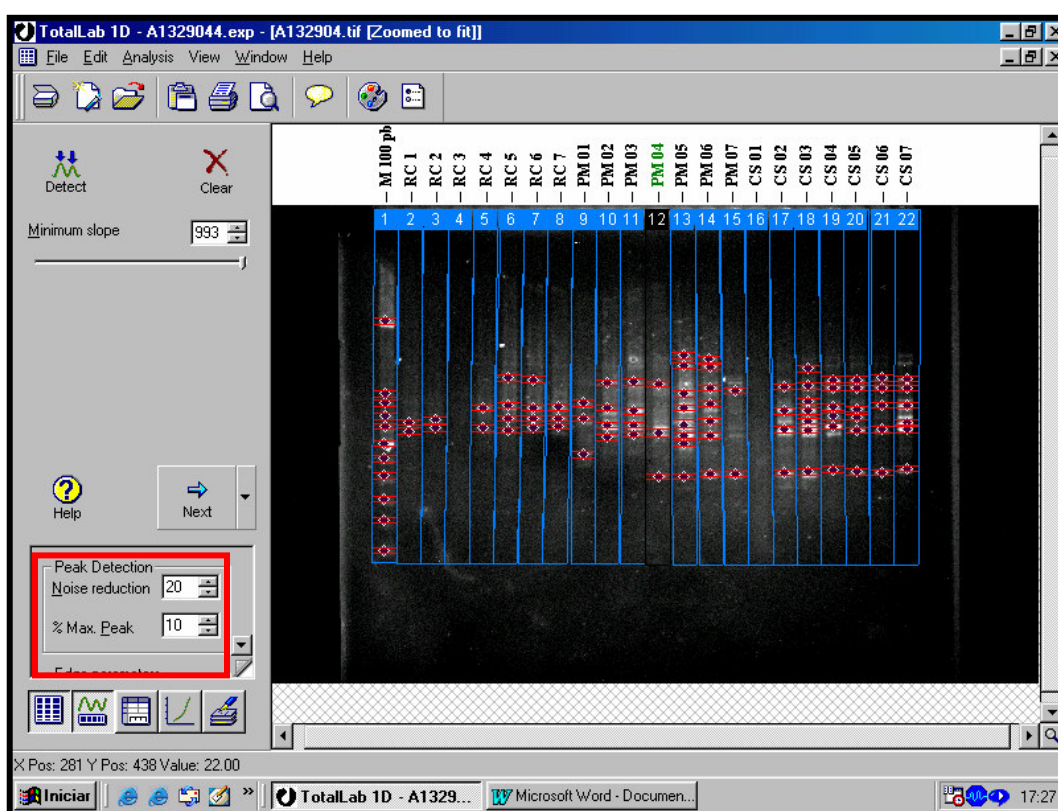 TotalLab 1D - A1329044.exp - [A132904.tif [Zoomed to fit]]
File Edit Analysis View Window Help
Detect
Clear
Minimum slope 993
Help
Next
Peak Detection
Noise reduction 20
% Max. Peak 10
M 100 pb
RC 1
RC 2
RC 3
RC 4
RC 5
RC 6
RC 7
PM 01
PM 02
PM 03
PM 04
PM 05
PM 06
PM 07
CS 01
CS 02
CS 03
CS 04
CS 05
CS 06
CS 07
1 2 3 4 5 6 7 8 9 10 11 12 13 14 15 16 17 18 19 20 21 22
X Pos: 281 Y Pos: 438 Value: 22.00
Iniciar » TotalLab 1D - A1329... Microsoft Word - Documen... 17:27